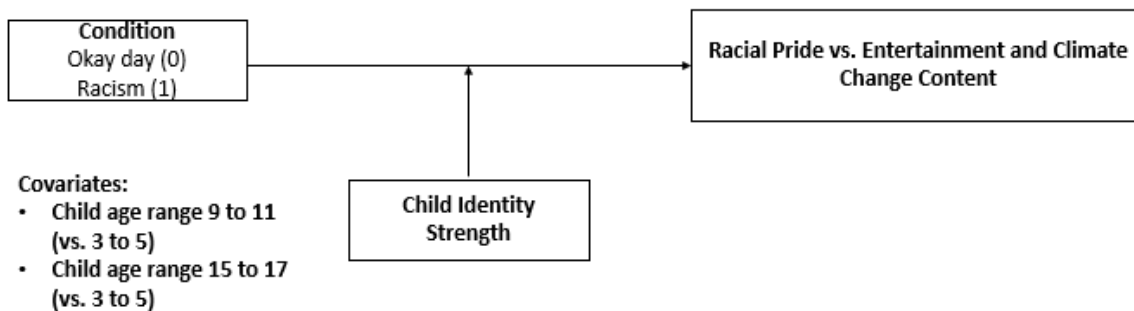 Condition
Okay day (0)
Racism (1)
Racial Pride vs. Entertainment and Climate
Change Content
Covariates:
• Child age range 9 to 11
(vs. 3 to 5)
• Child age range 15 to 17
(vs. 3 to 5)
Child Identity
Strength